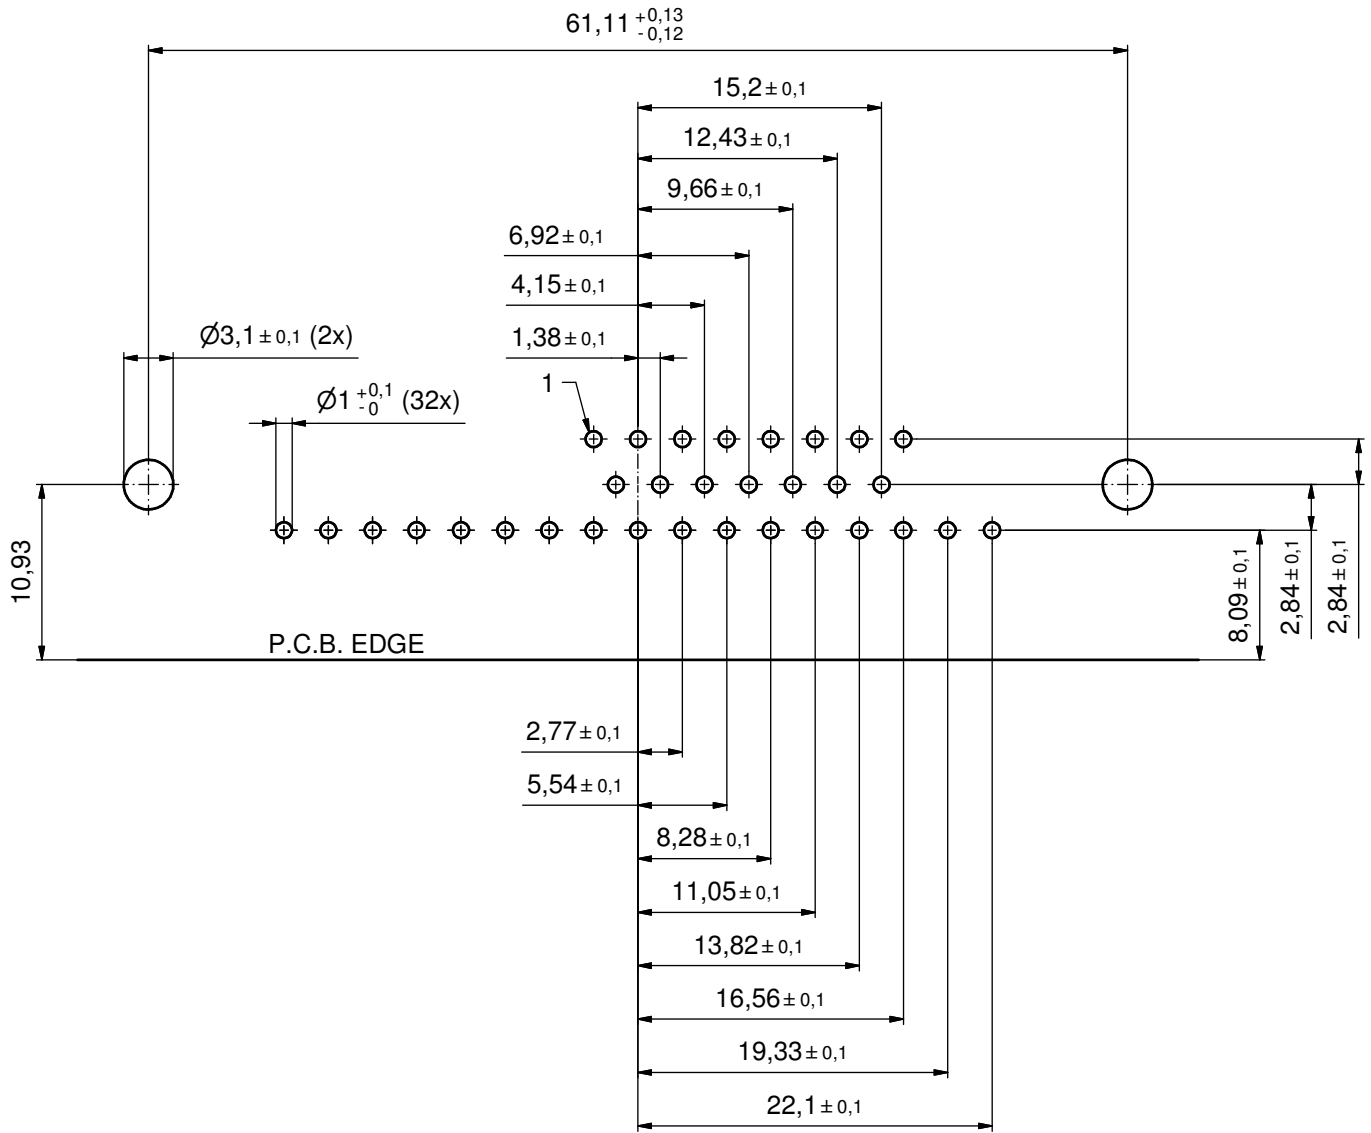 61,11 +0,13 -0,12
15,2 ± 0,1
12,43 ± 0,1
9,66 ± 0,1
6,92 ± 0,1
4,15 ± 0,1
Ø3,1 ± 0,1 (2x)
1,38 ± 0,1
1
Ø1 +0,1 -0 (32x)
10,93
8,09 ± 0,1
2,84 ± 0,1
2,84 ± 0,1
P.C.B. EDGE
2,77 ± 0,1
5,54 ± 0,1
8,28 ± 0,1
11,05 ± 0,1
13,82 ± 0,1
16,56 ± 0,1
19,33 ± 0,1
22,1 ± 0,1